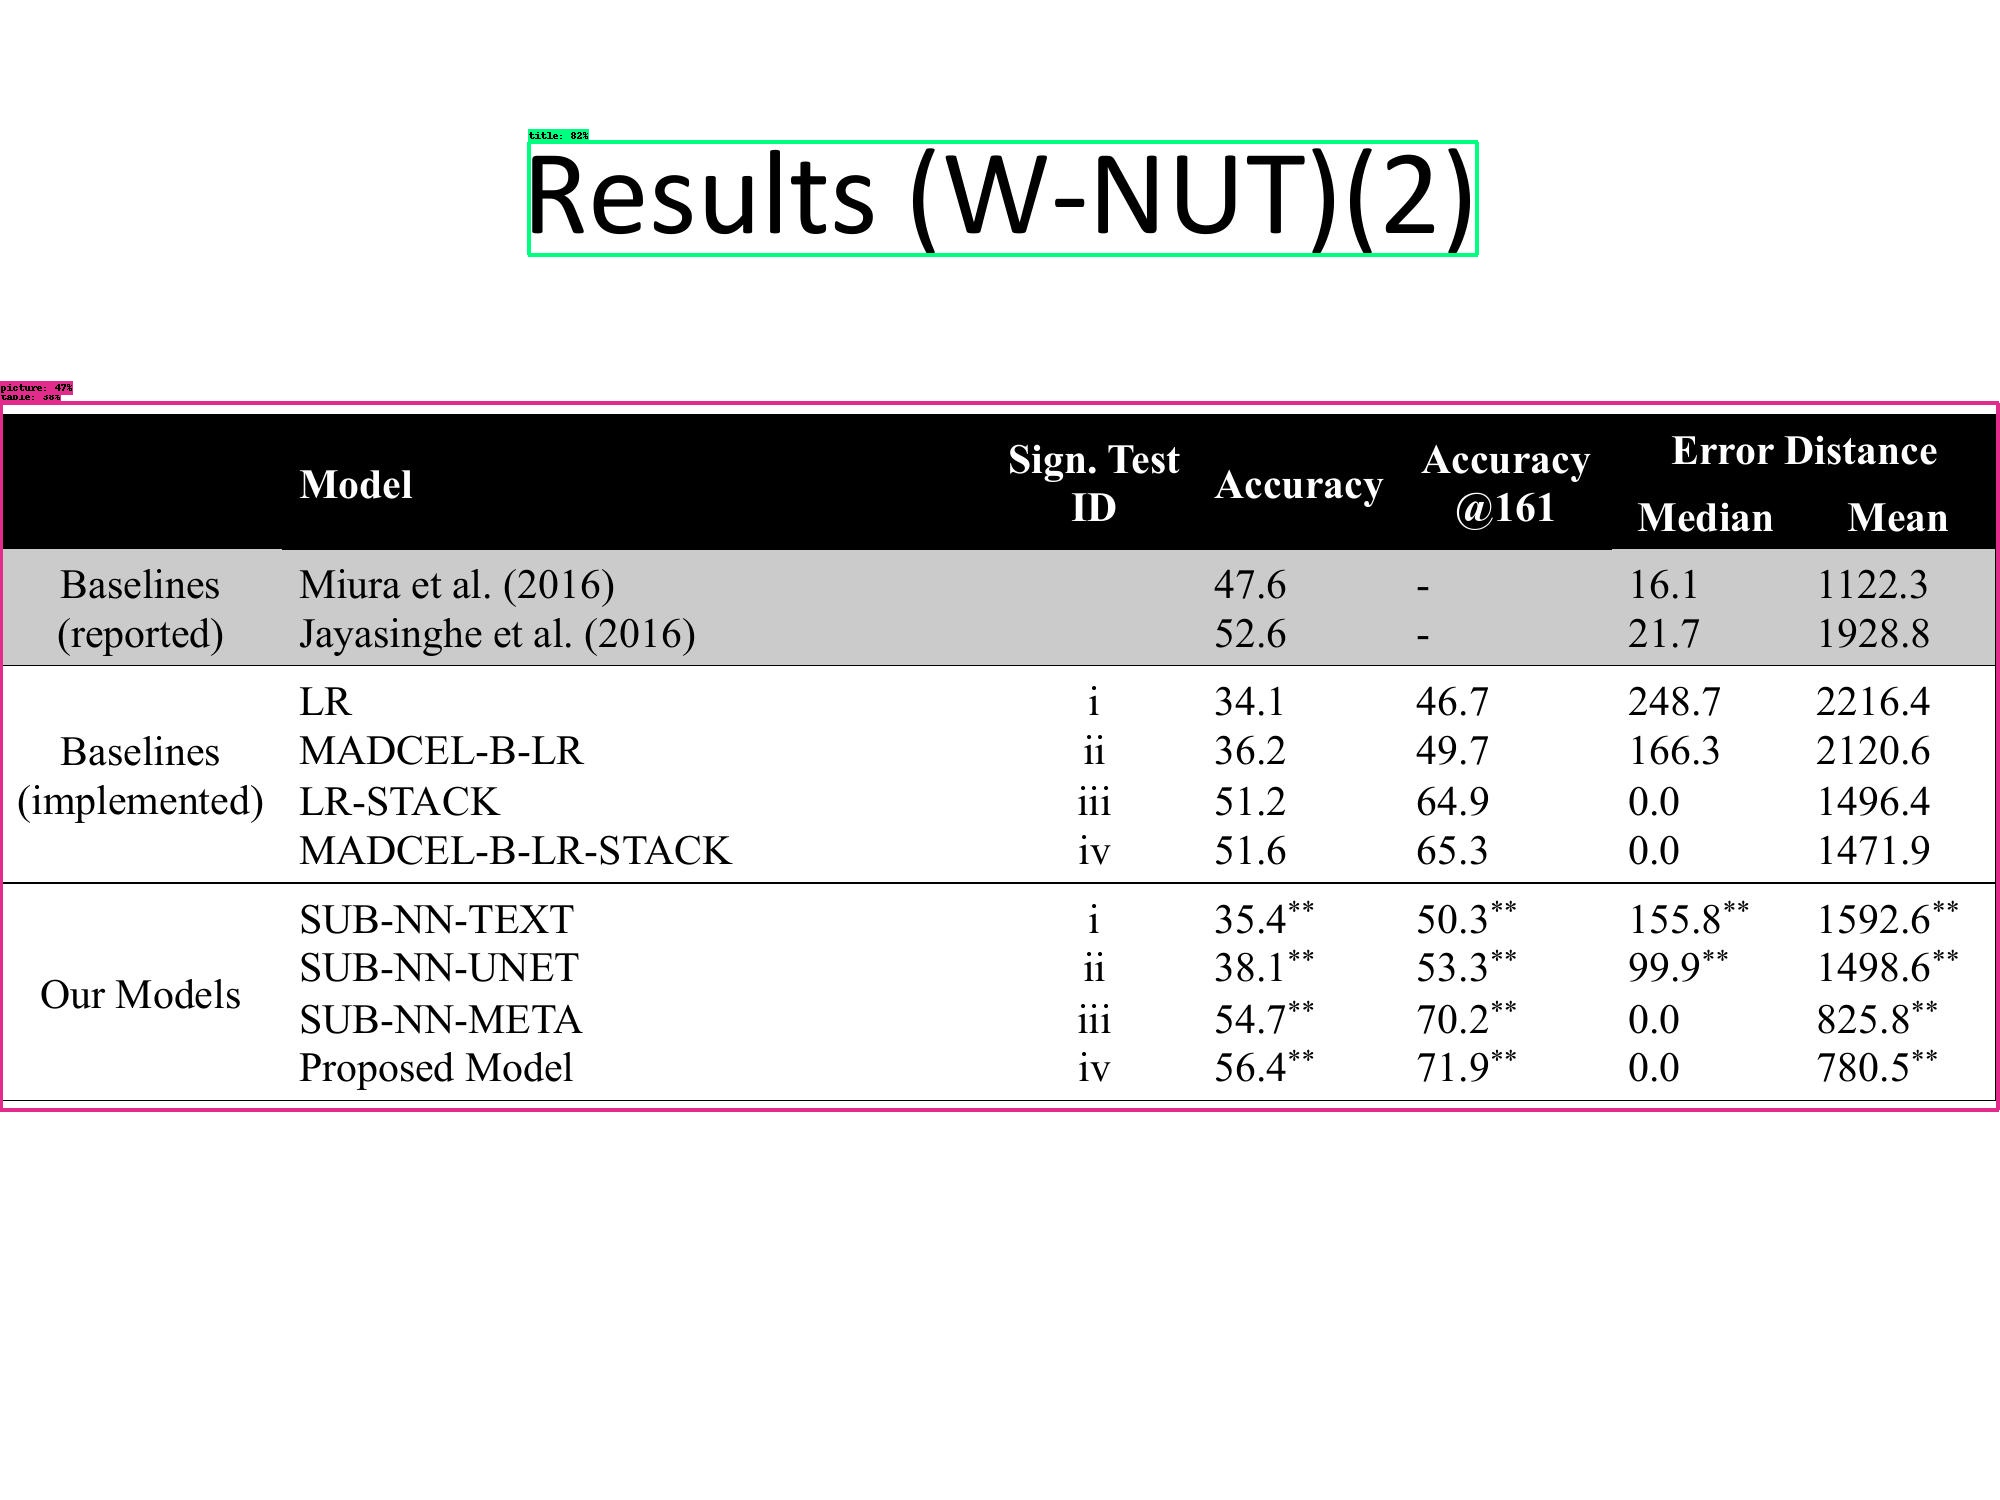 title: 82%
Results (W-NUT)(2)
picture: 47%
table: 38%
Model Sign. Test ID Accuracy Accuracy @161 Error Distance Median Mean
Baselines (reported)
Miura et al. (2016) 47.6 - 16.1 1122.3
Jayasinghe et al. (2016) 52.6 - 21.7 1928.8
Baselines (implemented)
LR i 34.1 46.7 248.7 2216.4
MADCEL-B-LR ii 36.2 49.7 166.3 2120.6
LR-STACK iii 51.2 64.9 0.0 1496.4
MADCEL-B-LR-STACK iv 51.6 65.3 0.0 1471.9
Our Models
SUB-NN-TEXT i 35.4** 50.3** 155.8** 1592.6**
SUB-NN-UNET ii 38.1** 53.3** 99.9** 1498.6**
SUB-NN-META iii 54.7** 70.2** 0.0 825.8**
Proposed Model iv 56.4** 71.9** 0.0 780.5**